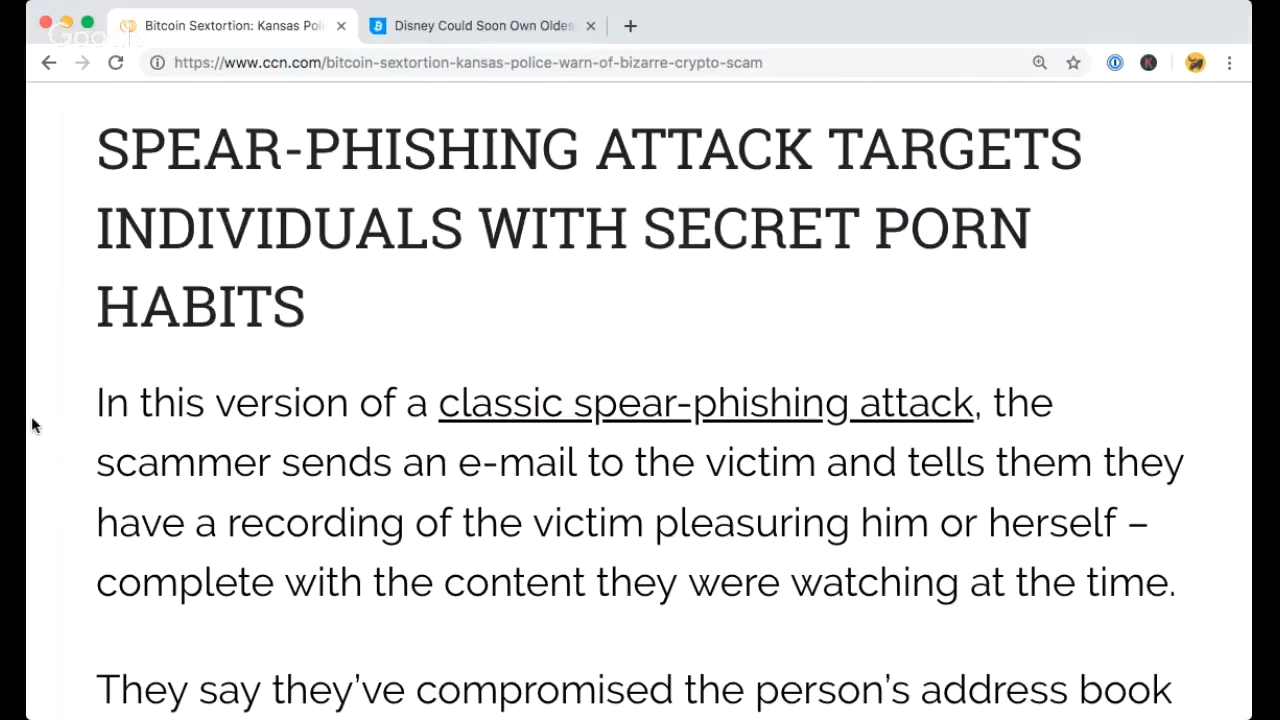 Bitcoin Sextortion: Kansas Poli
Disney Could Soon Own Oldes
Google
https://www.ccn.com/bitcoin-sextortion-kansas-police-warn-of-bizarre-crypto-scam
SPEAR-PHISHING ATTACK TARGETS
INDIVIDUALS WITH SECRET PORN
HABITS
In this version of a classic spear-phishing attack, the
scammer sends an e-mail to the victim and tells them they
have a recording of the victim pleasuring him or herself –
complete with the content they were watching at the time.
They say they’ve compromised the person’s address book